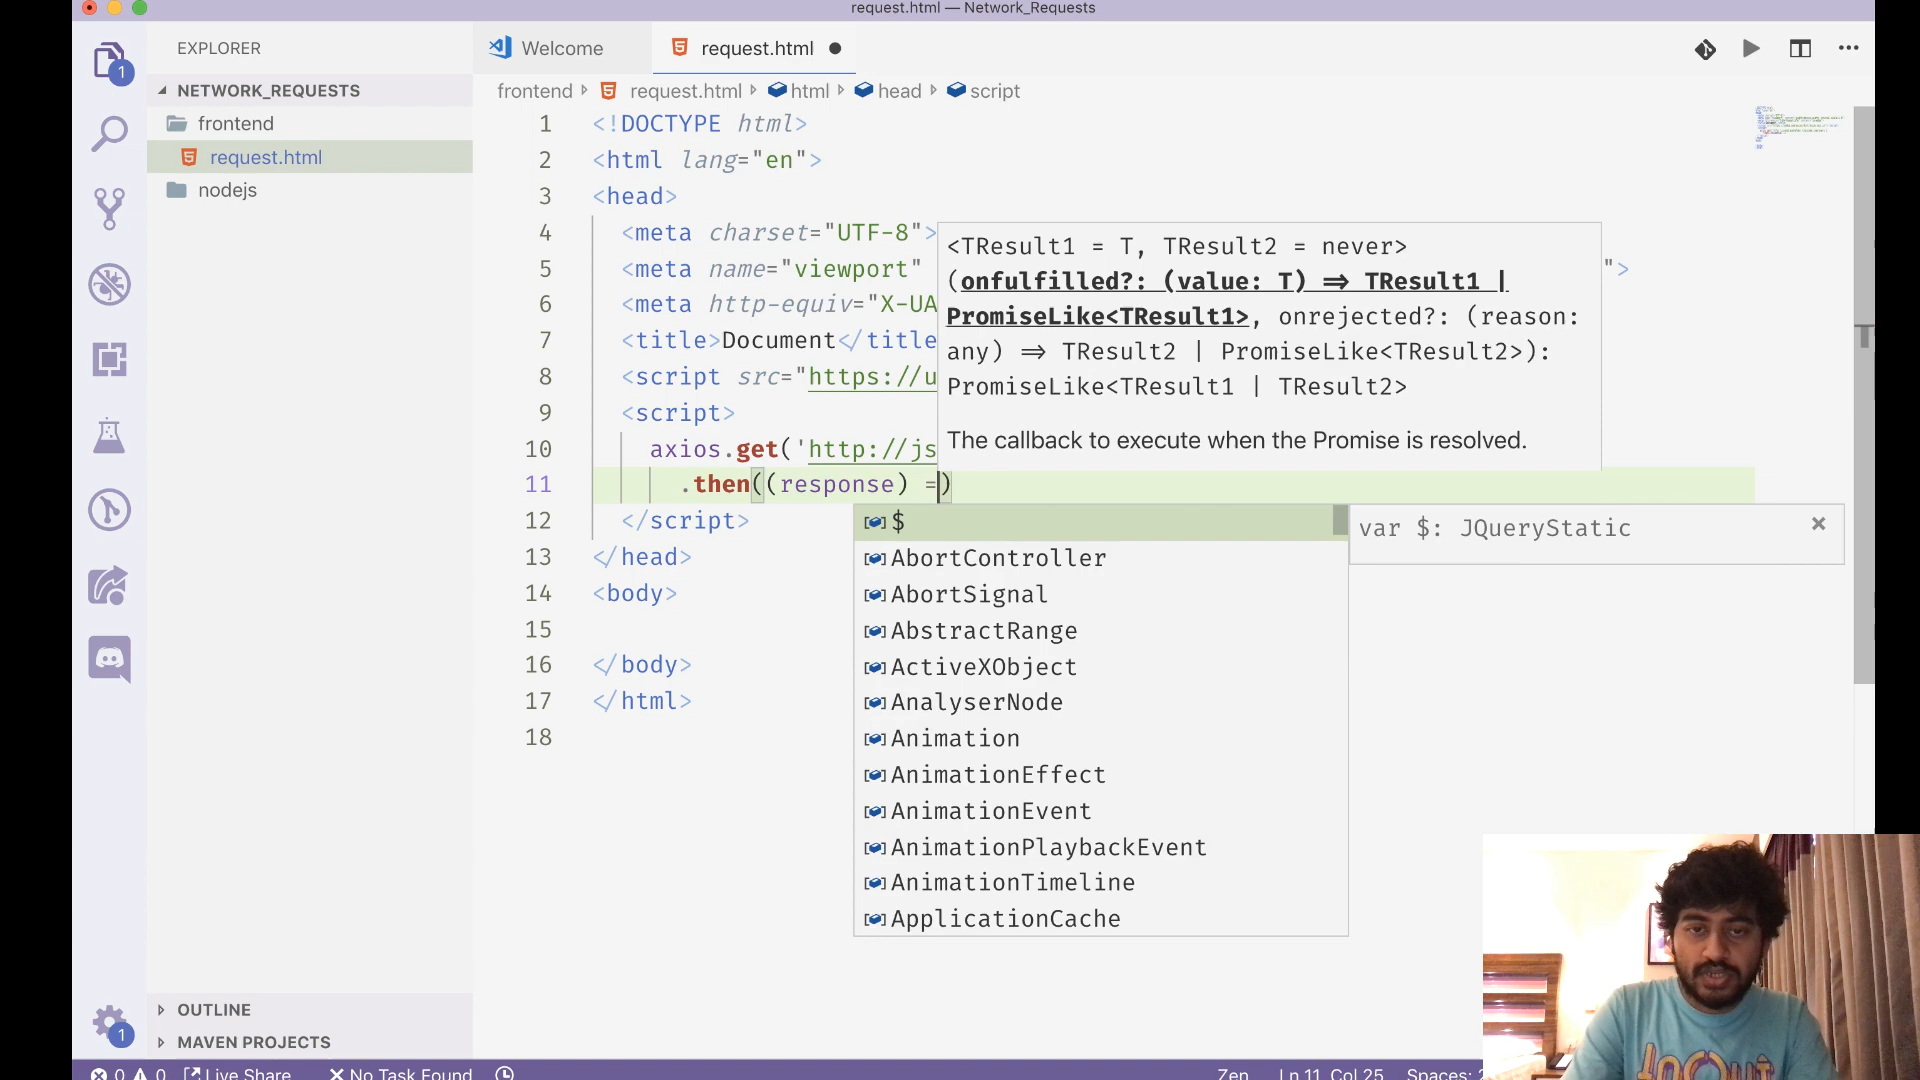 request.html — Network_Requests
EXPLORER
Welcome
request.html
1
NETWORK_REQUESTS
frontend
request.html
nodejs
frontend
request.html
html
head
script
1 <!DOCTYPE html>
2 <html lang="en">
3 <head>
4 <meta charset="UTF-8">
5 <meta name="viewport" ">
6 <meta http-equiv="X-UA
7 <title>Document</title
8 <script src="https://u
9 <script>
10 axios.get('http://js
11 .then((response) =)
12 </script>
13 </head>
14 <body>
15
16 </body>
17 </html>
18
<TResult1 = T, TResult2 = never>
(onfulfilled?: (value: T) => TResult1 |
PromiseLike<TResult1>, onrejected?: (reason:
any) => TResult2 | PromiseLike<TResult2>):
PromiseLike<TResult1 | TResult2>
The callback to execute when the Promise is resolved.
$
AbortController
AbortSignal
AbstractRange
ActiveXObject
AnalyserNode
Animation
AnimationEffect
AnimationEvent
AnimationPlaybackEvent
AnimationTimeline
ApplicationCache
var $: JQueryStatic
OUTLINE
1
MAVEN PROJECTS
0 0 Live Share No Task Found
Zen Ln 11, Col 25 Spaces: